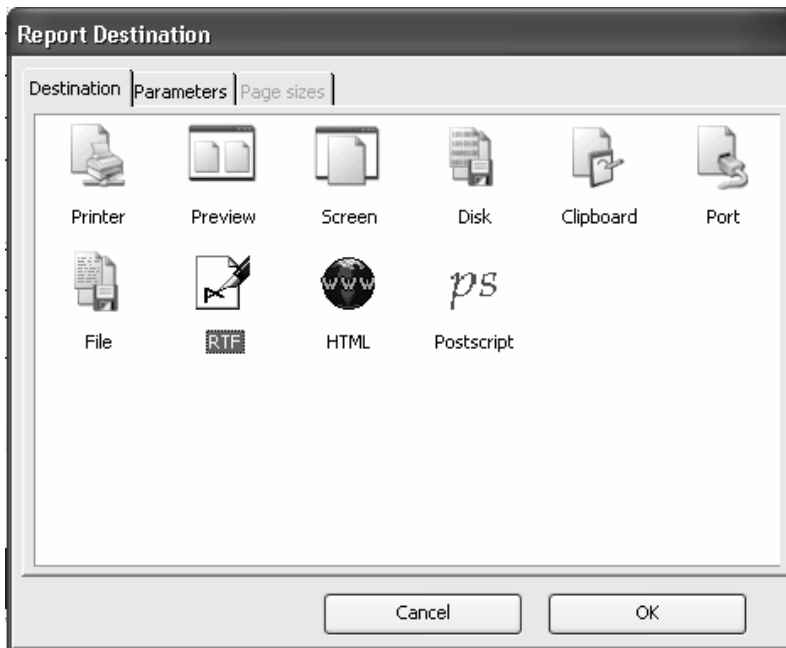 Report Destination
Destination Parameters Page sizes
Printer Preview Screen Disk Clipboard Port
www ps
File RTF HTML Postscript
Cancel OK